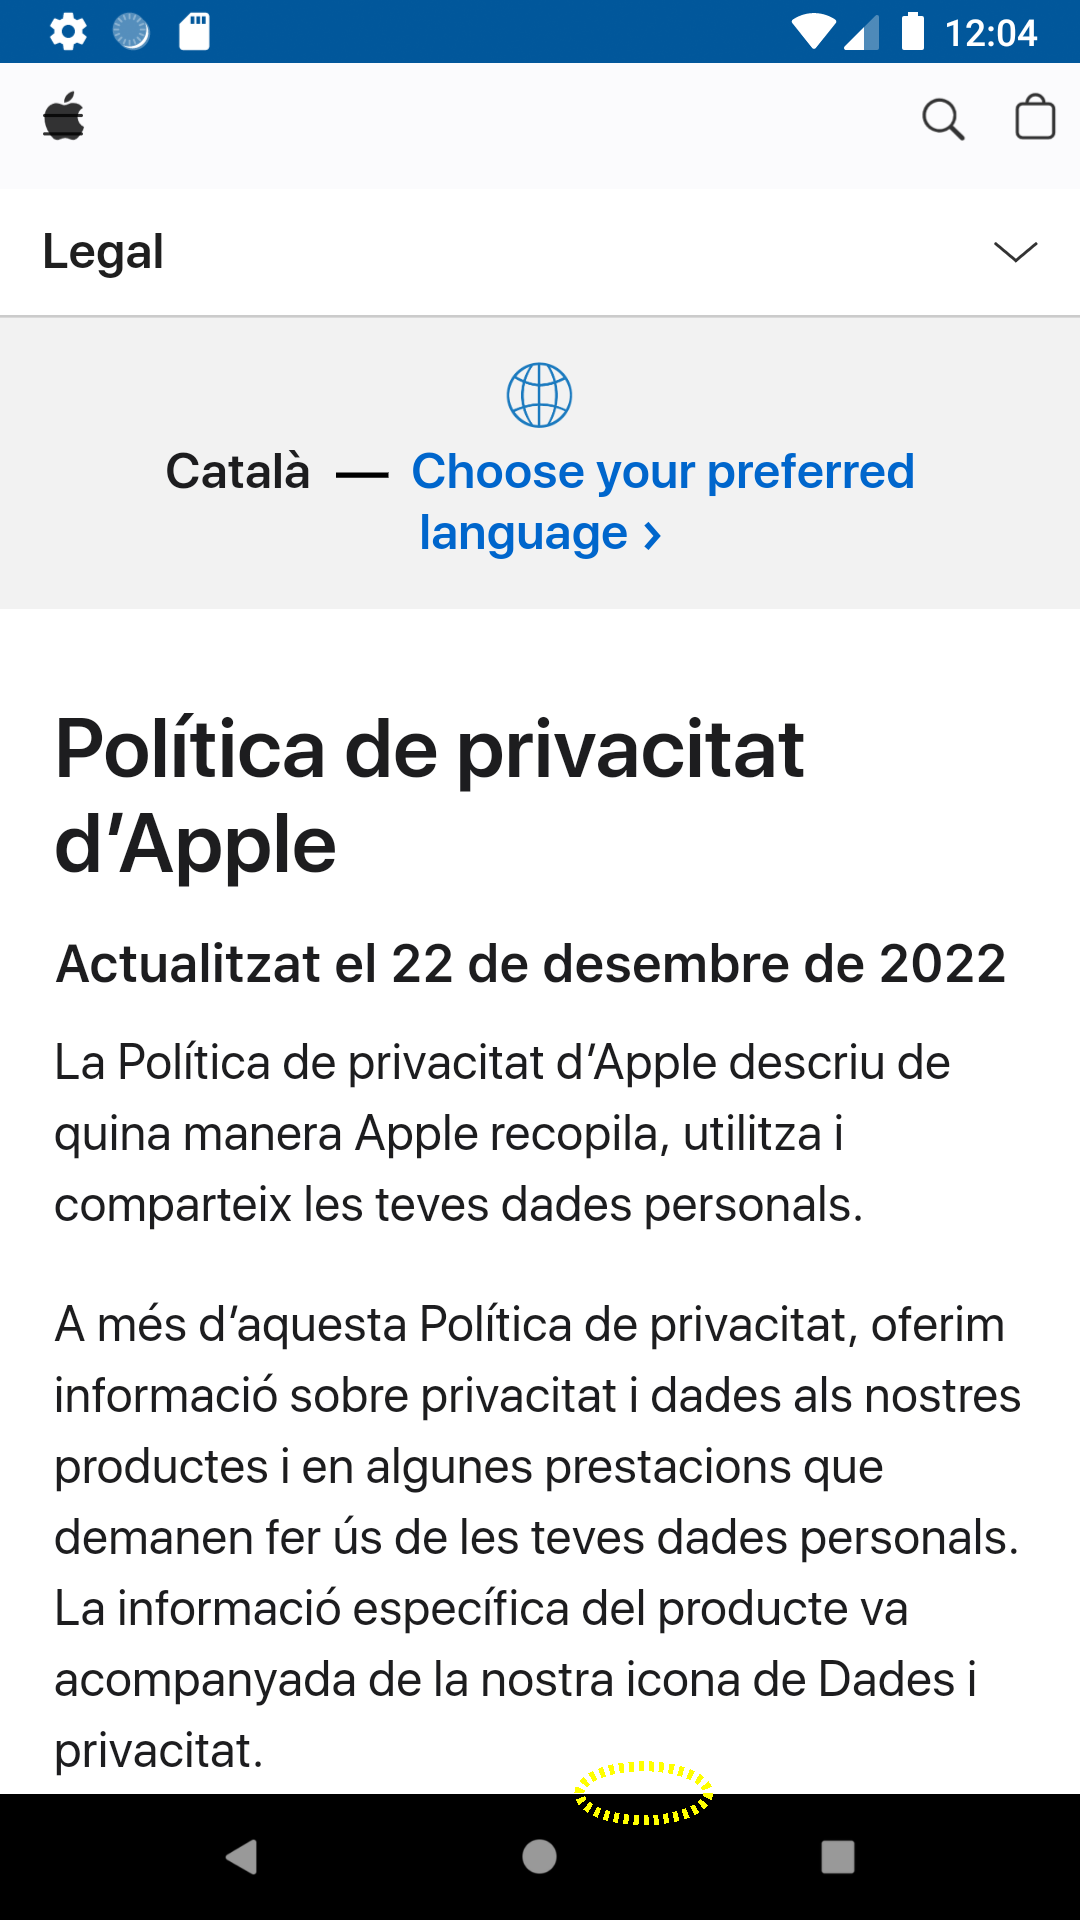 12:04
Legal
Català — Choose your preferred
language ›
Política de privacitat
d’Apple
Actualitzat el 22 de desembre de 2022
La Política de privacitat d’Apple descriu de
quina manera Apple recopila, utilitza i
comparteix les teves dades personals.
A més d’aquesta Política de privacitat, oferim
informació sobre privacitat i dades als nostres
productes i en algunes prestacions que
demanen fer ús de les teves dades personals.
La informació específica del producte va
acompanyada de la nostra icona de Dades i
privacitat.